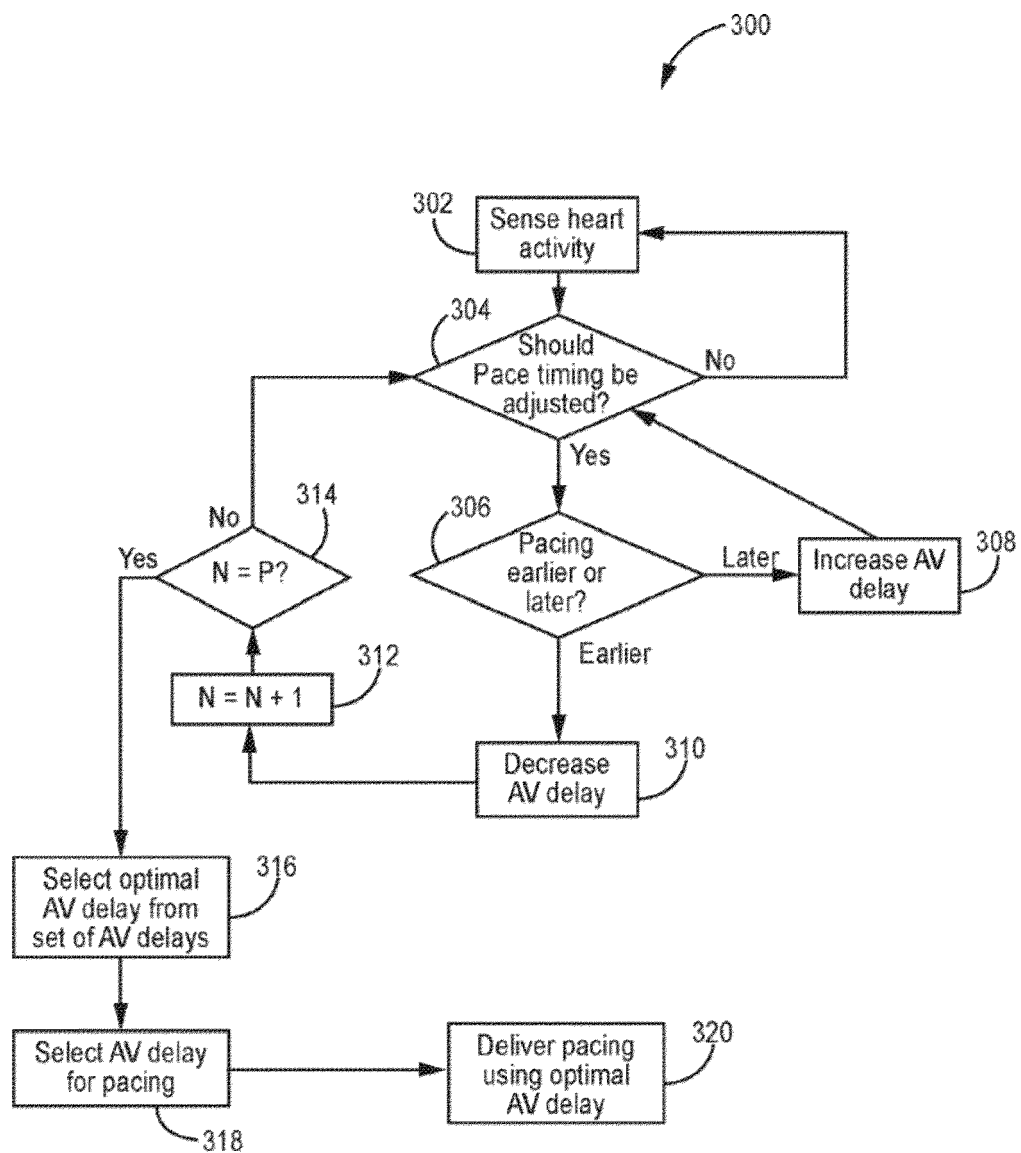 300
302
Sense heart
activity
304
Should
Pace timing be
adjusted?
No
Yes
314
No
Yes
N = P?
306
Pacing
earlier or
later?
Later
Increase AV
delay
308
Earlier
312
N = N + 1
Decrease
AV delay
310
Select optimal
AV delay from
set of AV delays
316
Select AV delay
for pacing
318
Deliver pacing
using optimal
AV delay
320